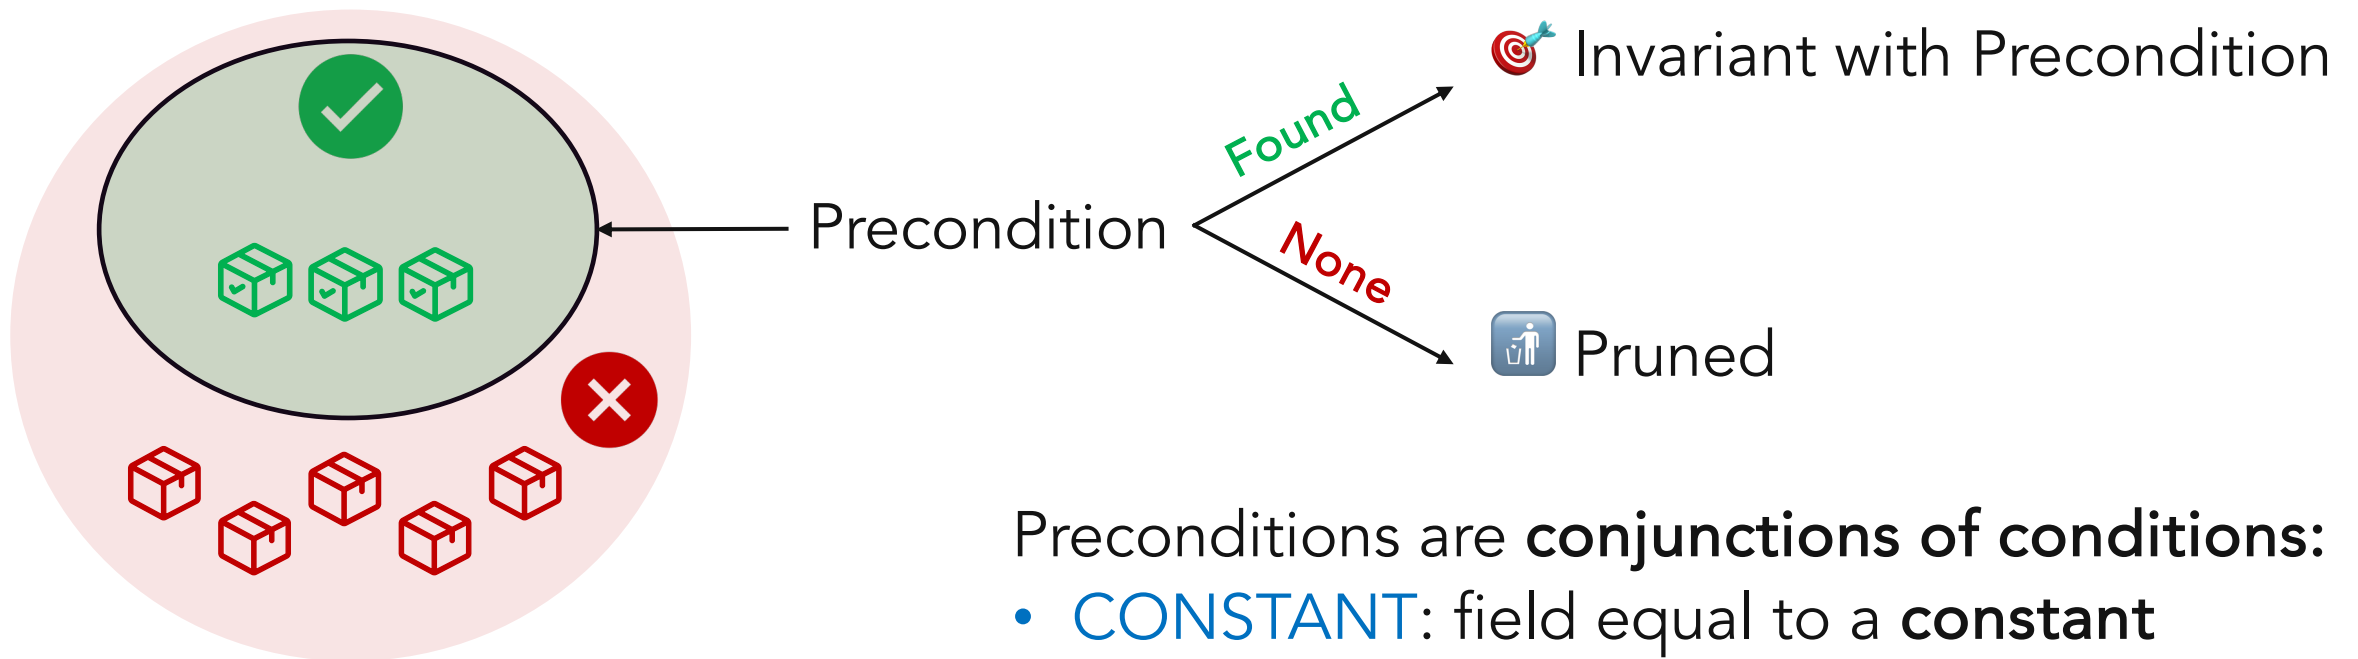 Invariant with Precondition
Found
Precondition
None
Pruned
Preconditions are conjunctions of conditions:
• CONSTANT: field equal to a constant